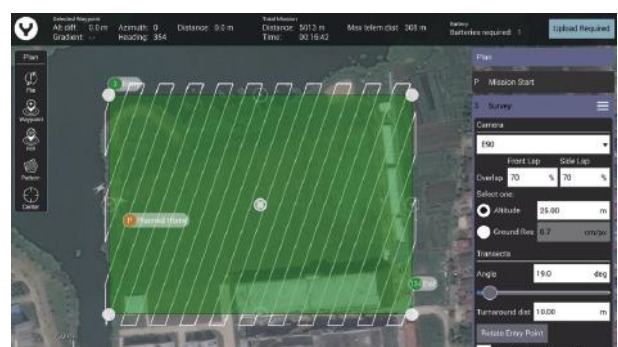 Selected Waypoint
Alt diff: 0.0 m Azimuth: 0 Distance: 0.0 m
Gradient: -- Heading: 354
Total Mission
Distance: 5013 m Max telem dist: 308 m
Time: 00:16:42
Battery
Batteries required: 1
Upload Required
Plan
File
Waypoint
ROI
Pattern
Center
P Planned Home
Plan
P Mission Start
Survey
Camera
E90
Front Lap Side Lap
Overlap 70 % 70 %
Select one:
Altitude 25.00 m
Ground Res 0.7 cm/px
Transects
Angle 19.0 deg
Turnaround dist 10.00 m
Rotate Entry Point